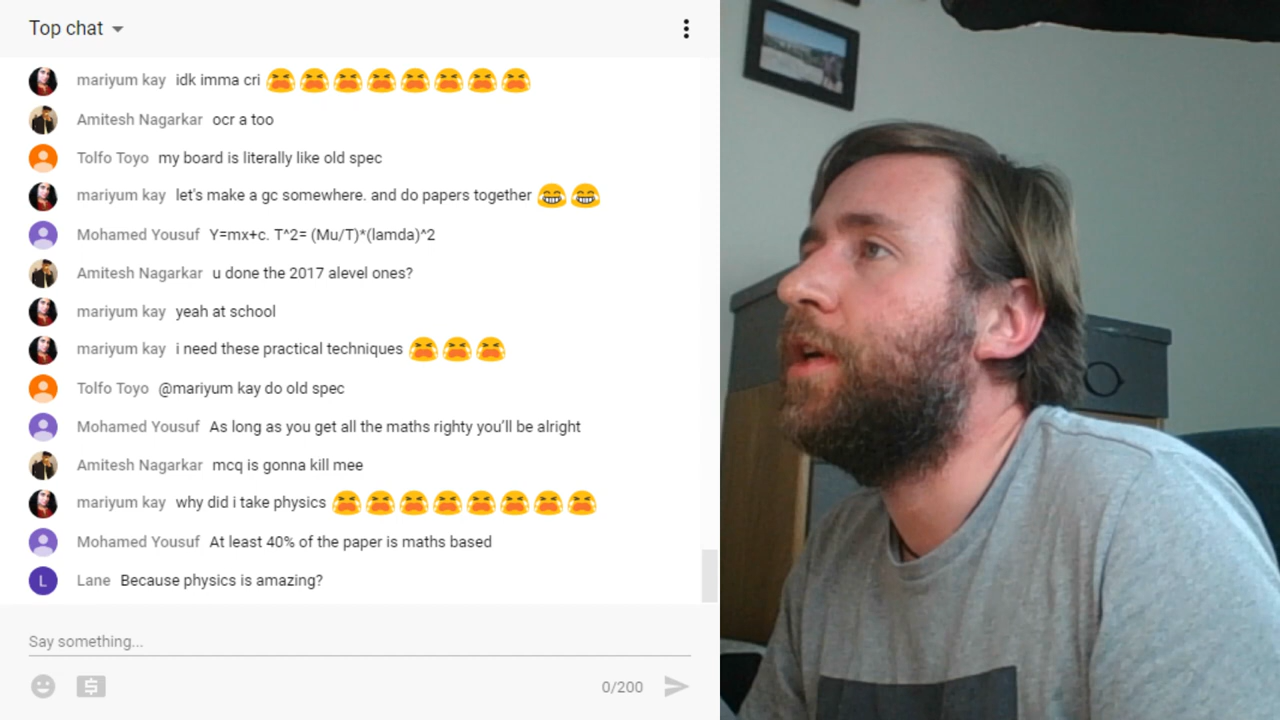 Top chat
mariyum kay idk imma cri 😫😫😫😫😫😫😫😫
Amitesh Nagarkar ocr a too
Tolfo Toyo my board is literally like old spec
mariyum kay let's make a gc somewhere. and do papers together 😂😂
Mohamed Yousuf Y=mx+c. T^2= (Mu/T)*(lamda)^2
Amitesh Nagarkar u done the 2017 alevel ones?
mariyum kay yeah at school
mariyum kay i need these practical techniques 😫😫😫
Tolfo Toyo @mariyum kay do old spec
Mohamed Yousuf As long as you get all the maths righty you'll be alright
Amitesh Nagarkar mcq is gonna kill mee
mariyum kay why did i take physics 😫😫😫😫😫😫😫😫
Mohamed Yousuf At least 40% of the paper is maths based
L Lane Because physics is amazing?
Say something...
0/200